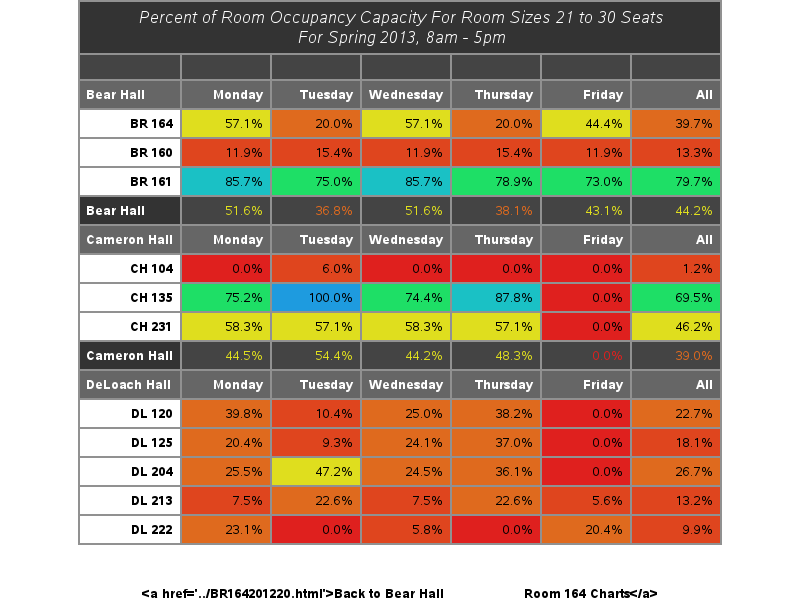 Percent of Room Occupancy Capacity For Room Sizes 21 to 30 Seats
For Spring 2013, 8am - 5pm
Bear Hall Monday Tuesday Wednesday Thursday Friday All
BR 164 57.1% 20.0% 57.1% 20.0% 44.4% 39.7%
BR 160 11.9% 15.4% 11.9% 15.4% 11.9% 13.3%
BR 161 85.7% 75.0% 85.7% 78.9% 73.0% 79.7%
Bear Hall 51.6% 36.8% 51.6% 38.1% 43.1% 44.2%
Cameron Hall Monday Tuesday Wednesday Thursday Friday All
CH 104 0.0% 6.0% 0.0% 0.0% 0.0% 1.2%
CH 135 75.2% 100.0% 74.4% 87.8% 0.0% 69.5%
CH 231 58.3% 57.1% 58.3% 57.1% 0.0% 46.2%
Cameron Hall 44.5% 54.4% 44.2% 48.3% 0.0% 39.0%
DeLoach Hall Monday Tuesday Wednesday Thursday Friday All
DL 120 39.8% 10.4% 25.0% 38.2% 0.0% 22.7%
DL 125 20.4% 9.3% 24.1% 37.0% 0.0% 18.1%
DL 204 25.5% 47.2% 24.5% 36.1% 0.0% 26.7%
DL 213 7.5% 22.6% 7.5% 22.6% 5.6% 13.2%
DL 222 23.1% 0.0% 5.8% 0.0% 20.4% 9.9%
<a href='../BR164201220.html'>Back to Bear Hall Room 164 Charts</a>